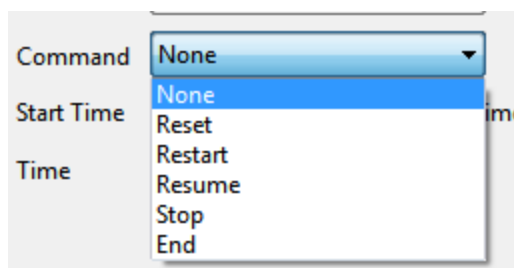 Command None
None
Start Time
Reset
Restart
Time
Resume
Stop
End